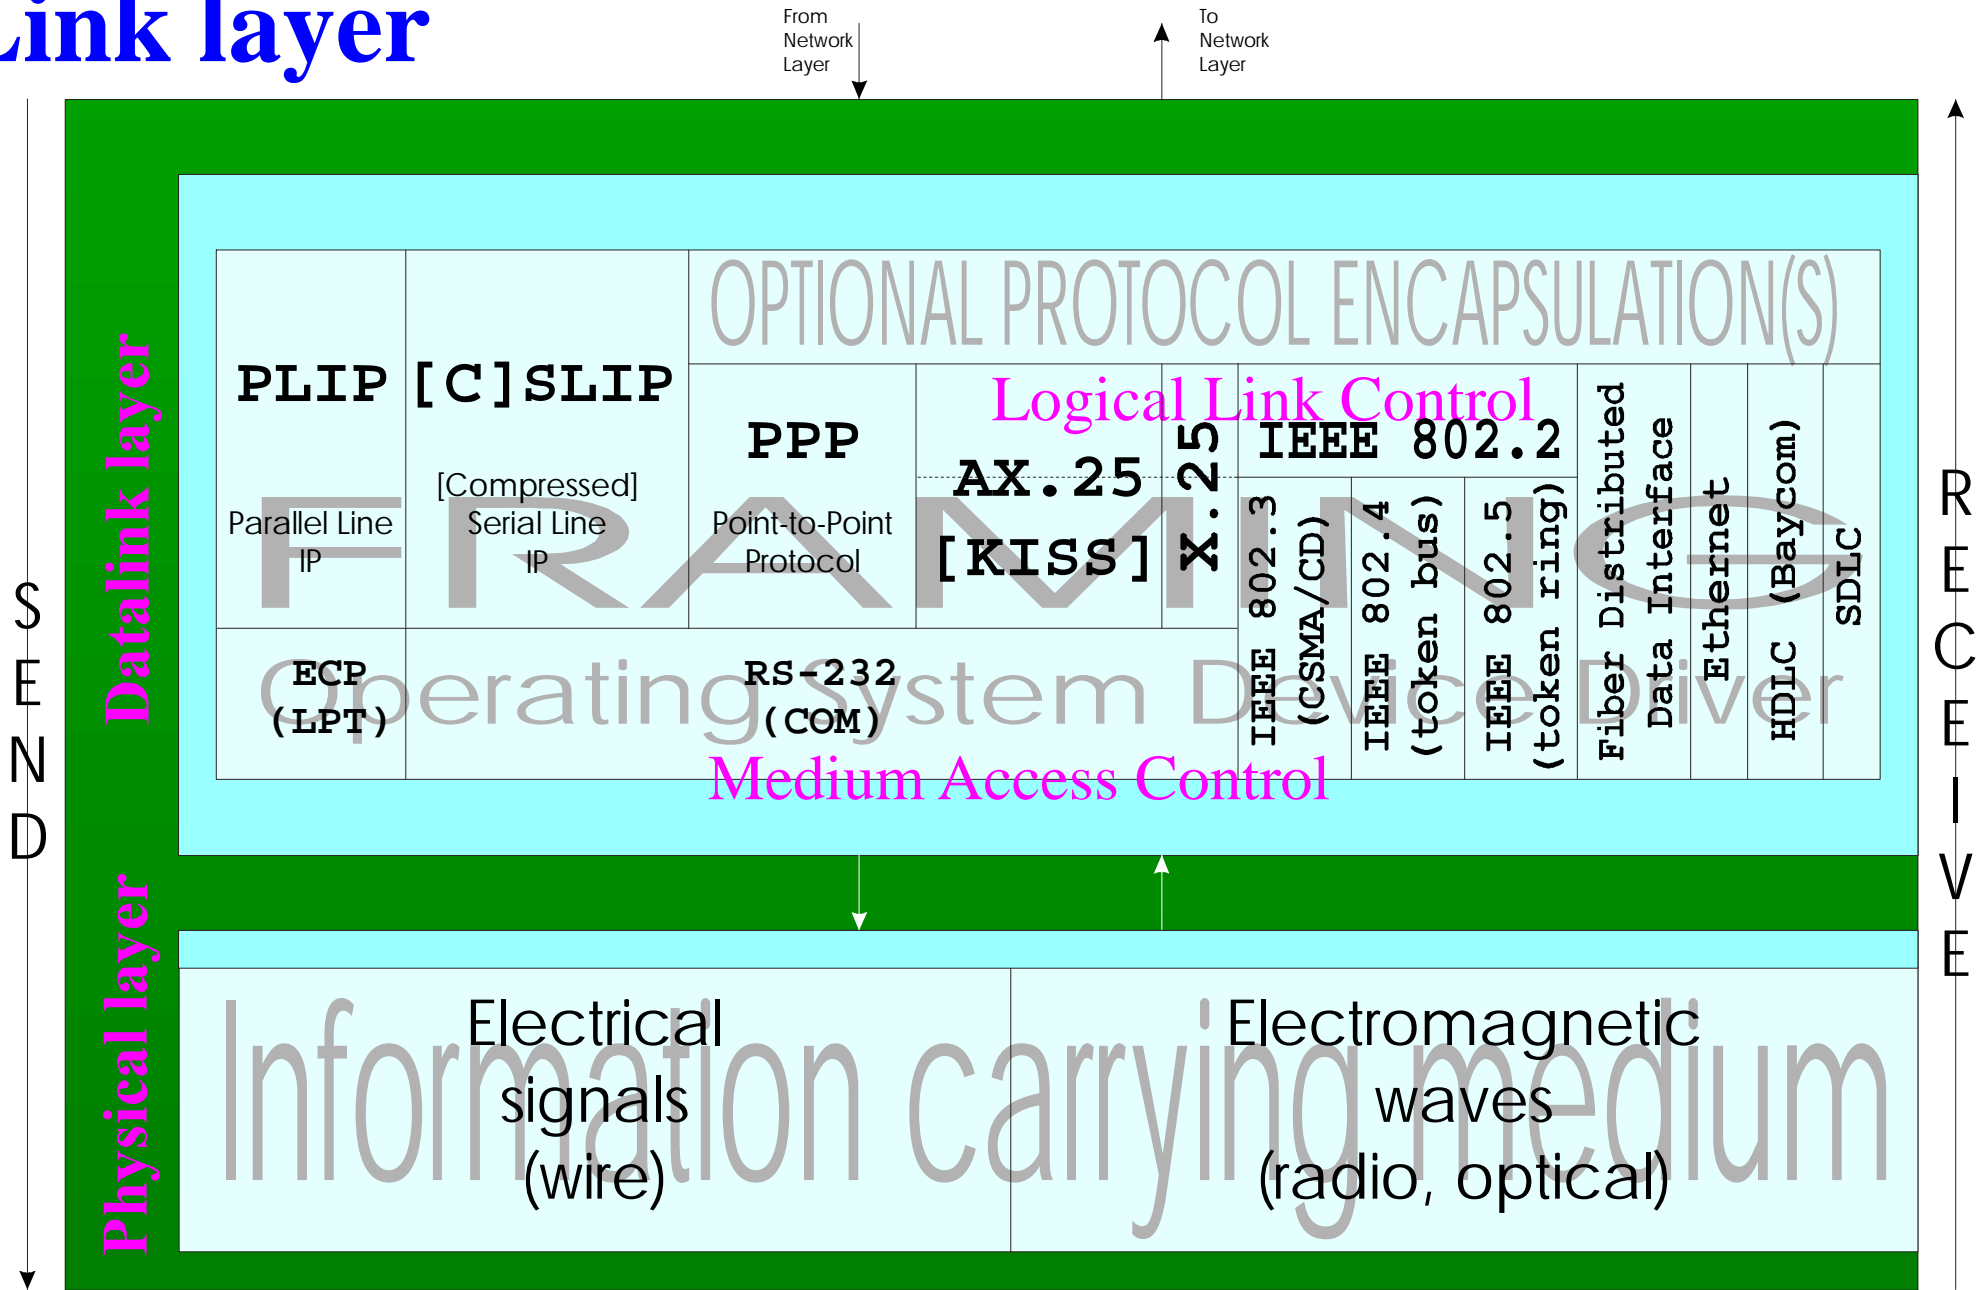 Link layer
From
Network
Layer
To
Network
Layer
SEND
RECEIVE
Datalink layer
OPTIONAL PROTOCOL ENCAPSULATION(S)
Logical Link Control
PLIP
Parallel Line
IP
[C]SLIP
[Compressed]
Serial Line
IP
PPP
Point-to-Point
Protocol
AX.25
[KISS]
X.25
IEEE 802.2
IEEE 802.3
(CSMA/CD)
IEEE 802.4
(token bus)
IEEE 802.5
(token ring)
Fiber Distributed
Data Interface
Ethernet
HDLC (Baycom)
SDLC
FRAMING
ECP
(LPT)
RS-232
(COM)
Operating System Device Driver
Medium Access Control
Physical layer
Information carrying medium
Electrical
signals
(wire)
Electromagnetic
waves
(radio, optical)